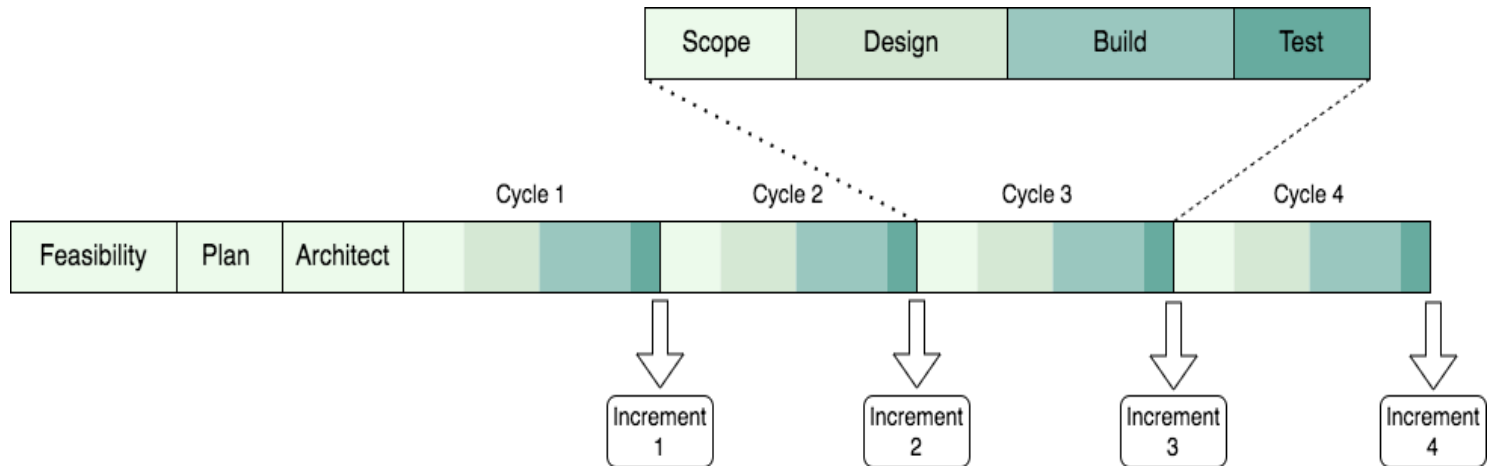 Scope Design Build Test
Cycle 1 Cycle 2 Cycle 3 Cycle 4
Feasibility Plan Architect
Increment
1
Increment
2
Increment
3
Increment
4